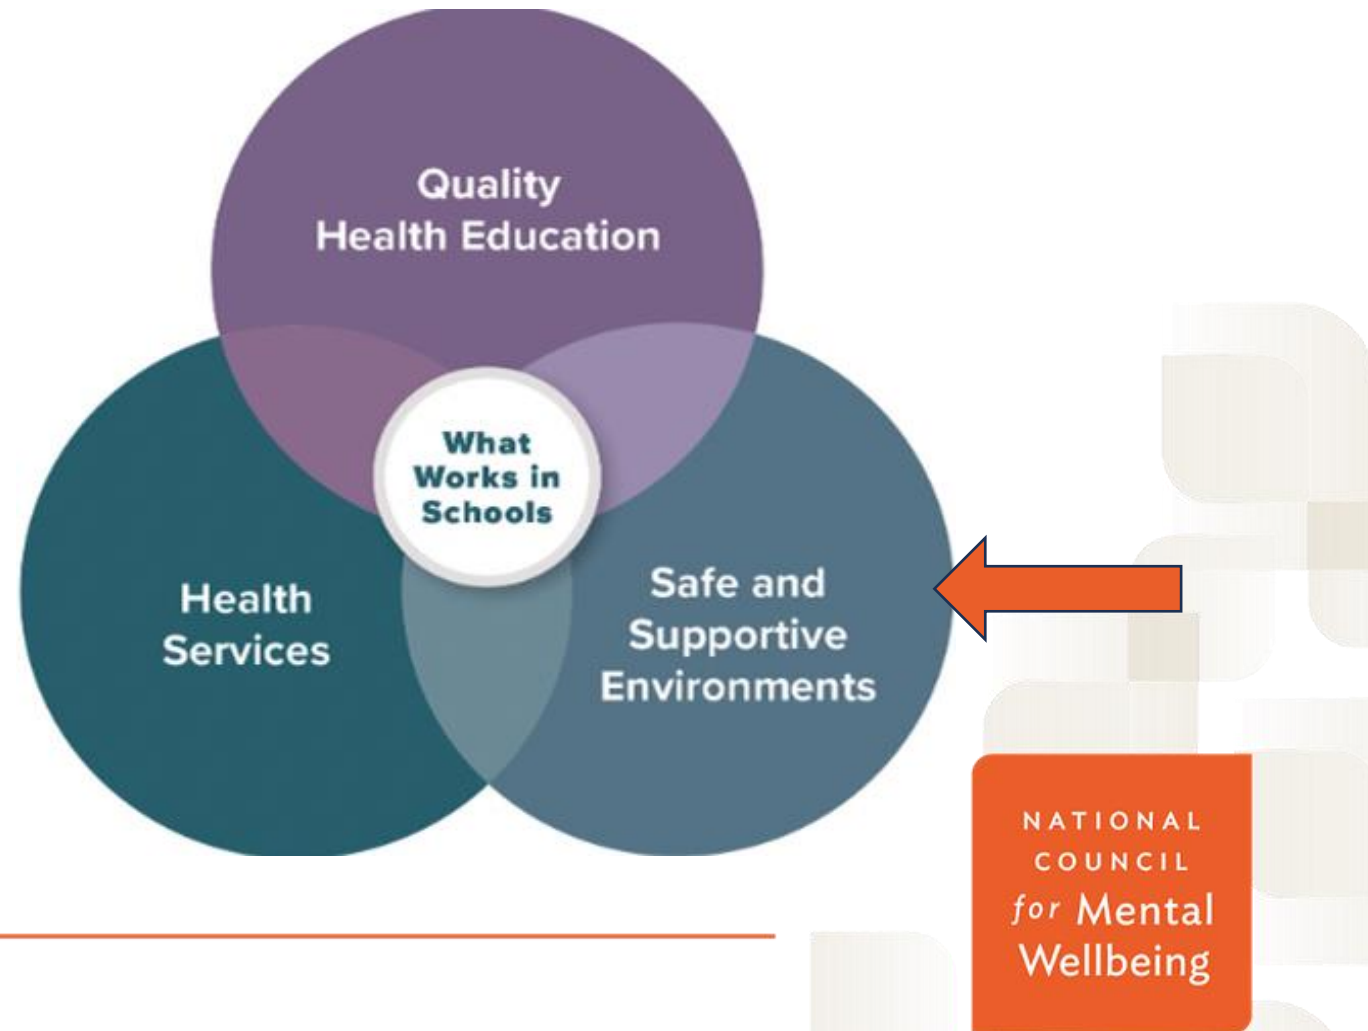 Quality
Health Education
What
Works in
Schools
Health
Services
Safe and
Supportive
Environments
NATIONAL
COUNCIL
for Mental
Wellbeing